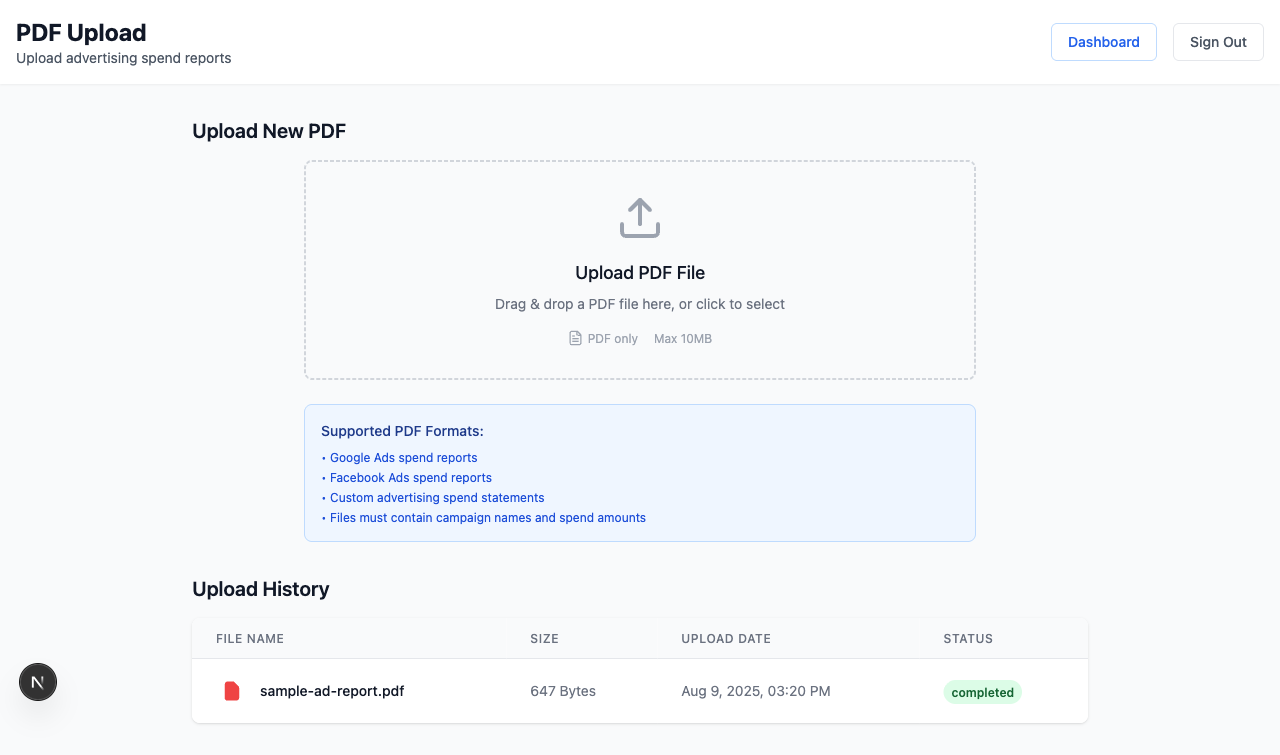 PDF Upload
Upload advertising spend reports
Dashboard
Sign Out
Upload New PDF
Upload PDF File
Drag & drop a PDF file here, or click to select
PDF only Max 10MB
Supported PDF Formats:
• Google Ads spend reports
• Facebook Ads spend reports
• Custom advertising spend statements
• Files must contain campaign names and spend amounts
Upload History
FILE NAME SIZE UPLOAD DATE STATUS
sample-ad-report.pdf 647 Bytes Aug 9, 2025, 03:20 PM completed
N